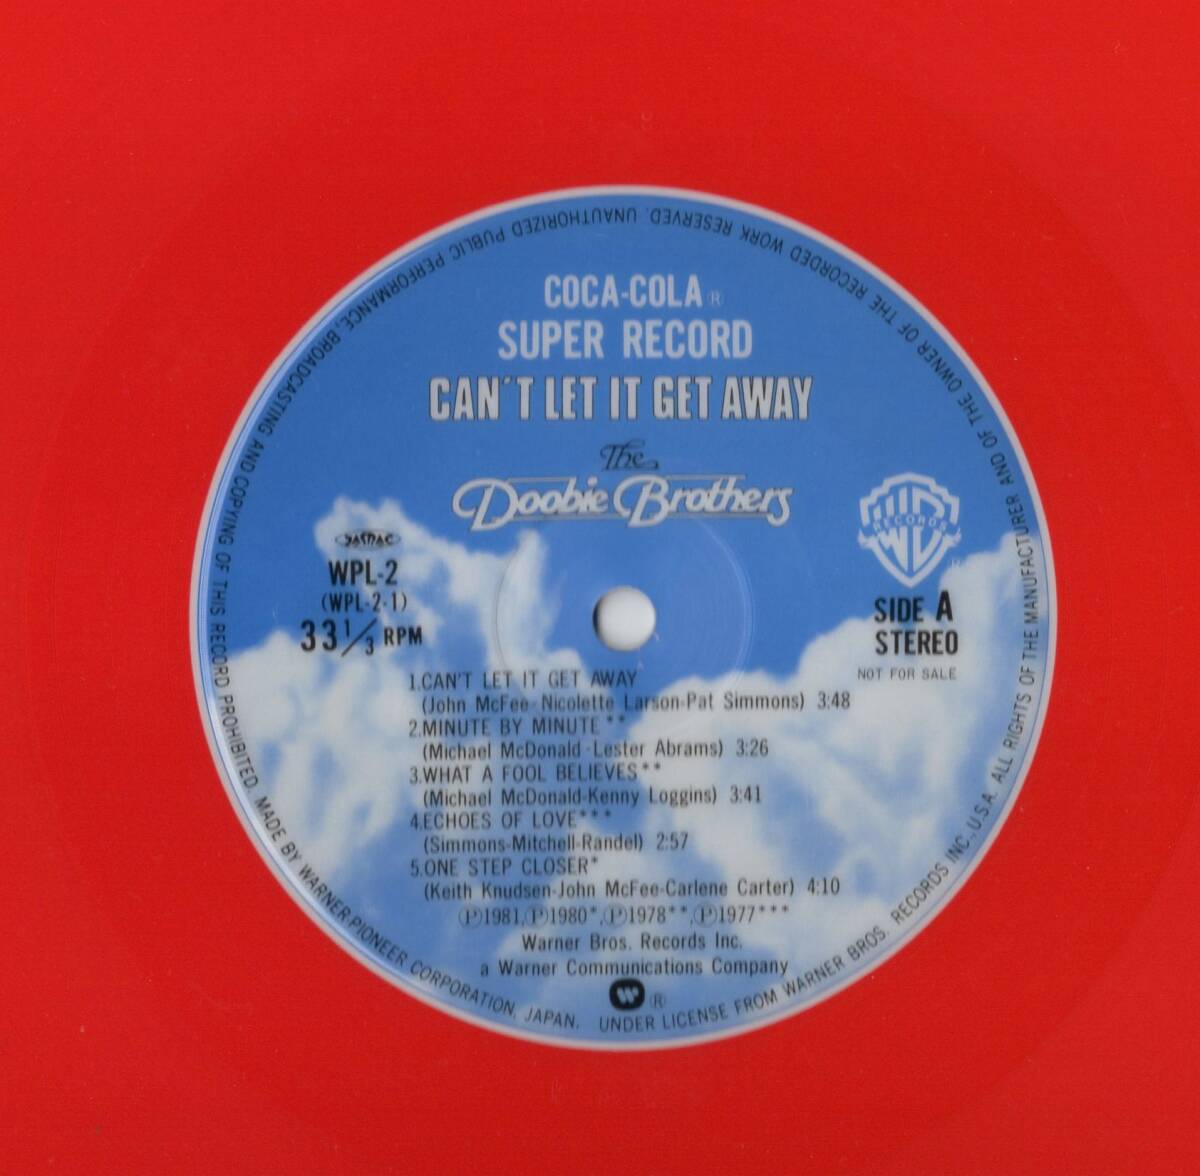 COCA-COLA®
SUPER RECORD
CAN'T LET IT GET AWAY
The
Doobie Brothers
JASRAC
WPL-2
(WPL-2-1)
33 1/3 RPM
W RECORDS
SIDE A
STEREO
NOT FOR SALE
1.CAN'T LET IT GET AWAY
(John McFee-Nicolette Larson-Pat Simmons) 3:48
2.MINUTE BY MINUTE**
(Michael McDonald-Lester Abrams) 3:26
3.WHAT A FOOL BELIEVES**
(Michael McDonald-Kenny Loggins) 3:41
4.ECHOES OF LOVE***
(Simmons-Mitchell-Randel) 2:57
5.ONE STEP CLOSER*
(Keith Knudsen-John McFee-Carlene Carter) 4:10
Ⓟ1981,Ⓟ1980*,Ⓟ1978**,Ⓟ1977***
Warner Bros. Records Inc.
a Warner Communications Company
W®
MADE BY WARNER-PIONEER CORPORATION, JAPAN. UNDER LICENSE FROM WARNER BROS. RECORDS INC., U.S.A. ALL RIGHTS OF THE MANUFACTURER AND OF THE OWNER OF THE RECORDED WORK RESERVED. UNAUTHORIZED PUBLIC PERFORMANCE, BROADCASTING AND COPYING OF THIS RECORD PROHIBITED.